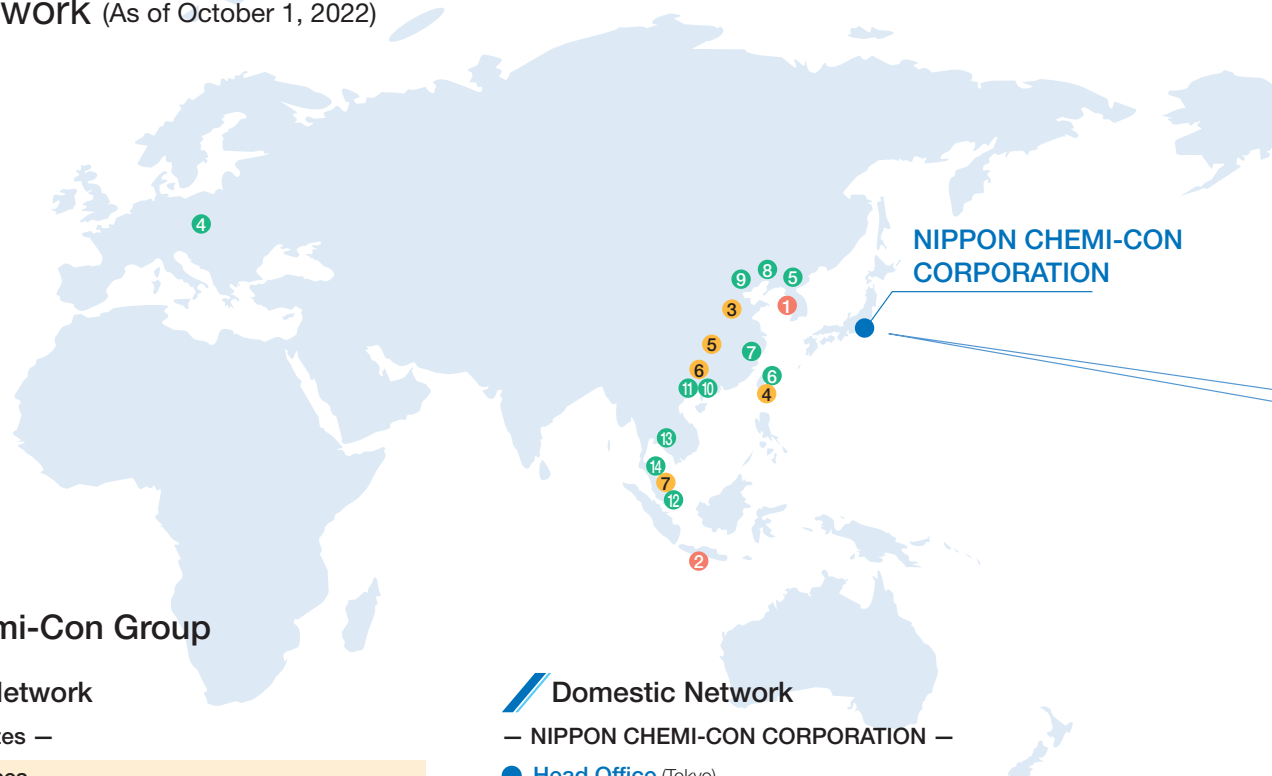 work (As of October 1, 2022)
NIPPON CHEMI-CON
CORPORATION
4
9
8
5
3
1
5
7
6
6
11
10
4
13
14
7
12
2
mi-Con Group
etwork
Domestic Network
es —
— NIPPON CHEMI-CON CORPORATION —
Head Office (Tokyo)